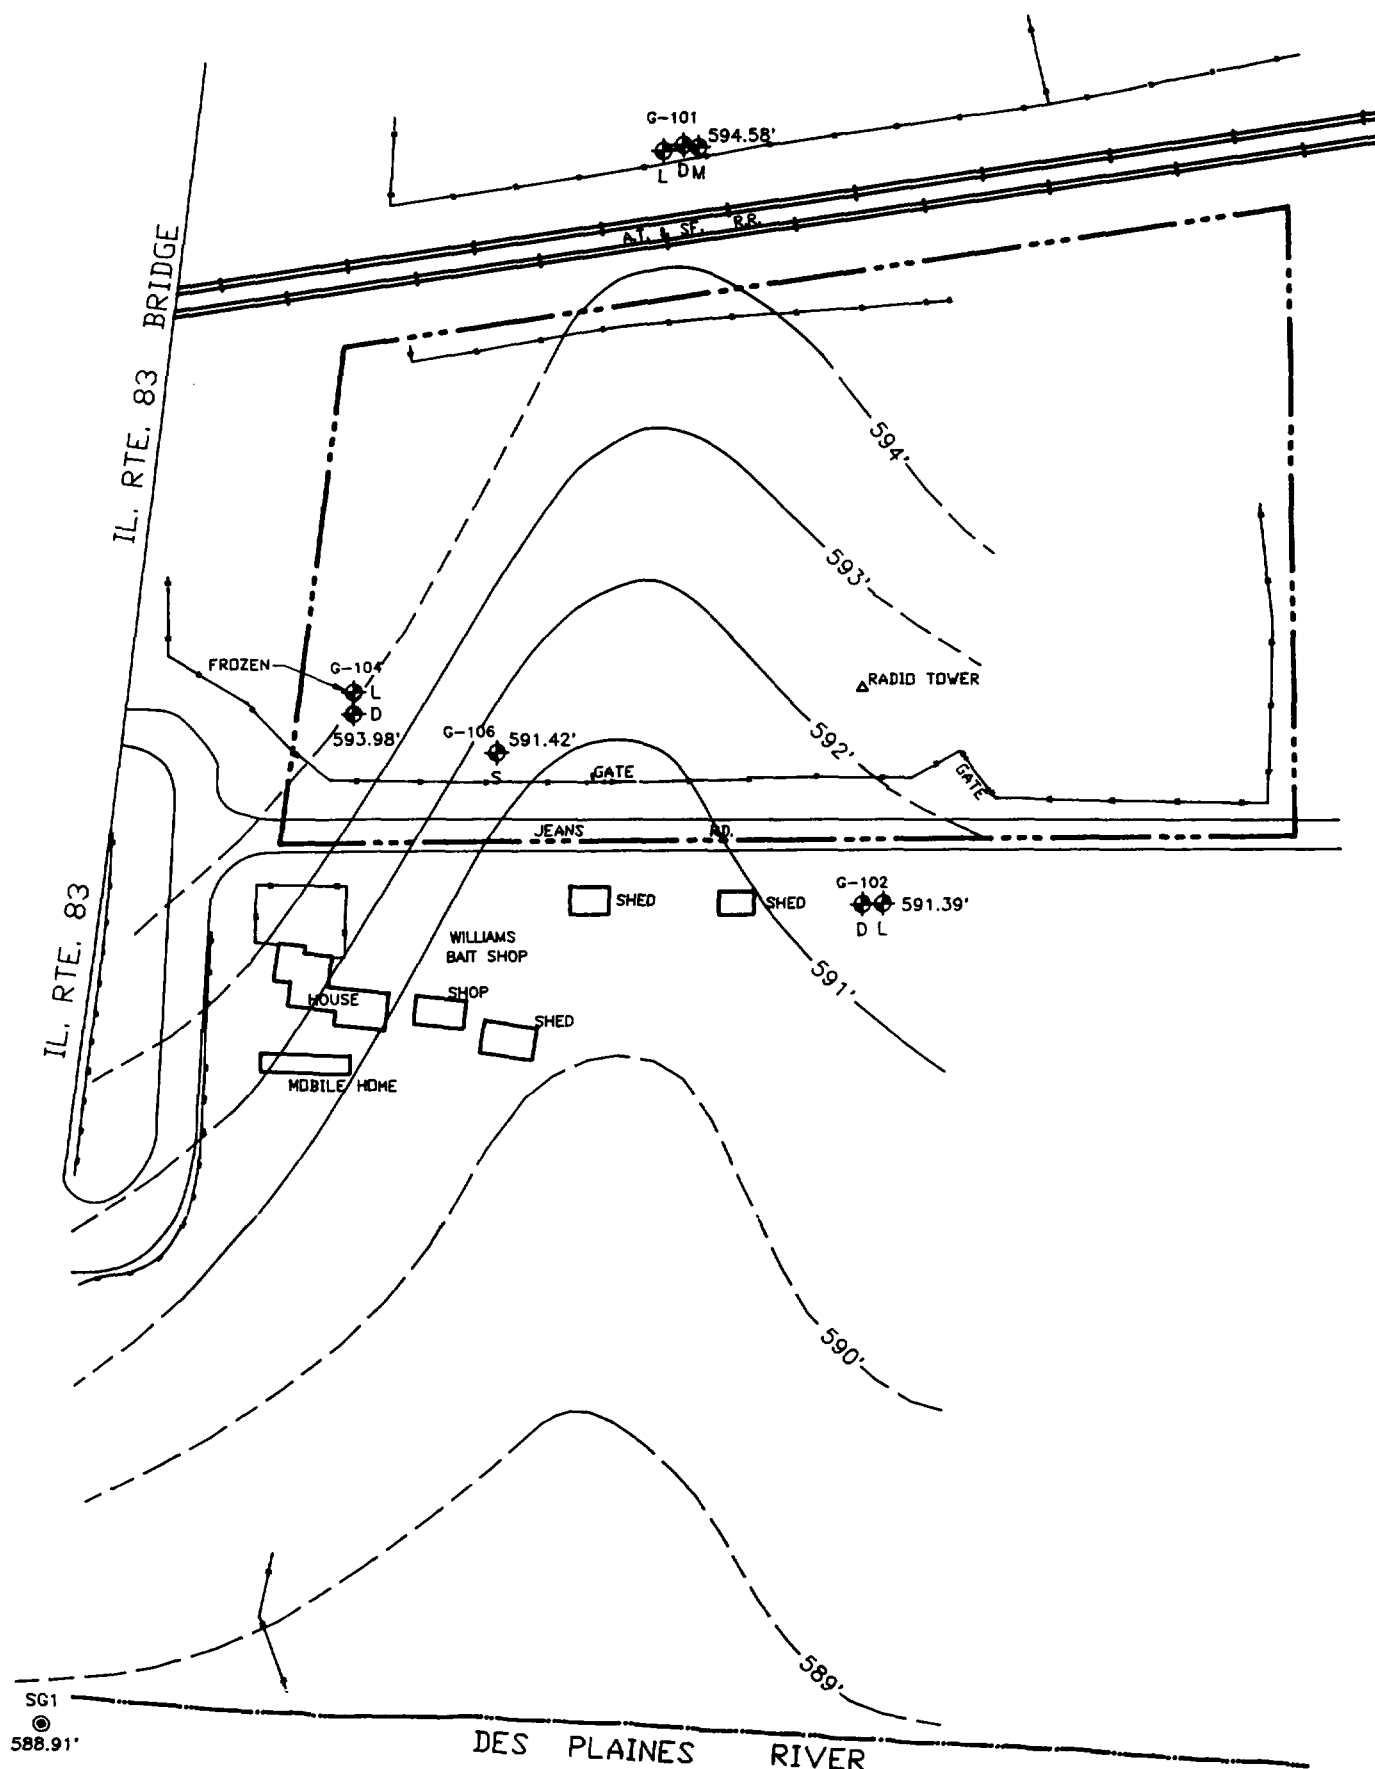 G-101
594.58'
L D M
A.T. & SF. R.R.
IL. RTE. 83 BRIDGE
594'
593'
FROZEN
G-104
L
D
593.98'
RADIO TOWER
G-106
591.42'
S
592'
GATE
GATE
JEANS RD.
IL. RTE. 83
SHED
SHED
G-102
591.39'
D L
WILLIAMS
BAIT SHOP
591'
HOUSE
SHOP
SHED
MOBILE HOME
590'
589'
SG1
588.91'
DES PLAINES RIVER